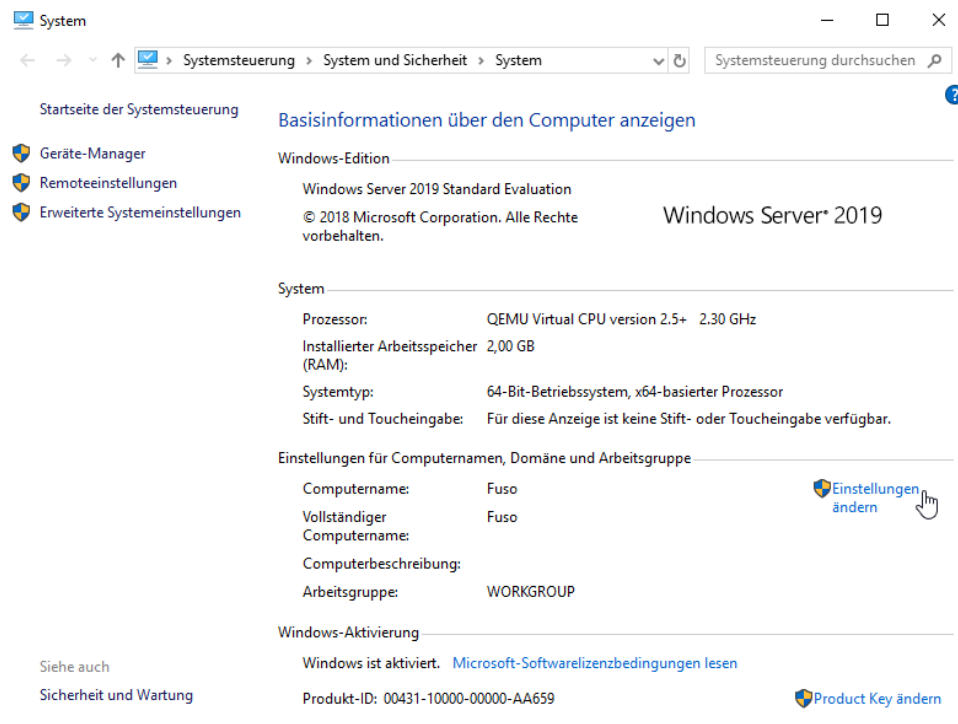 System
Systemsteuerung › System und Sicherheit › System
Systemsteuerung durchsuchen
Startseite der Systemsteuerung
Geräte-Manager
Remoteeinstellungen
Erweiterte Systemeinstellungen
Basisinformationen über den Computer anzeigen
Windows-Edition
Windows Server 2019 Standard Evaluation
© 2018 Microsoft Corporation. Alle Rechte
vorbehalten.
Windows Server® 2019
System
Prozessor: QEMU Virtual CPU version 2.5+ 2.30 GHz
Installierter Arbeitsspeicher 2,00 GB
(RAM):
Systemtyp: 64-Bit-Betriebssystem, x64-basierter Prozessor
Stift- und Toucheingabe: Für diese Anzeige ist keine Stift- oder Toucheingabe verfügbar.
Einstellungen für Computernamen, Domäne und Arbeitsgruppe
Computername: Fuso
Einstellungen
ändern
Vollständiger Fuso
Computername:
Computerbeschreibung:
Arbeitsgruppe: WORKGROUP
Windows-Aktivierung
Windows ist aktiviert. Microsoft-Softwarelizenzbedingungen lesen
Produkt-ID: 00431-10000-00000-AA659
Product Key ändern
Siehe auch
Sicherheit und Wartung